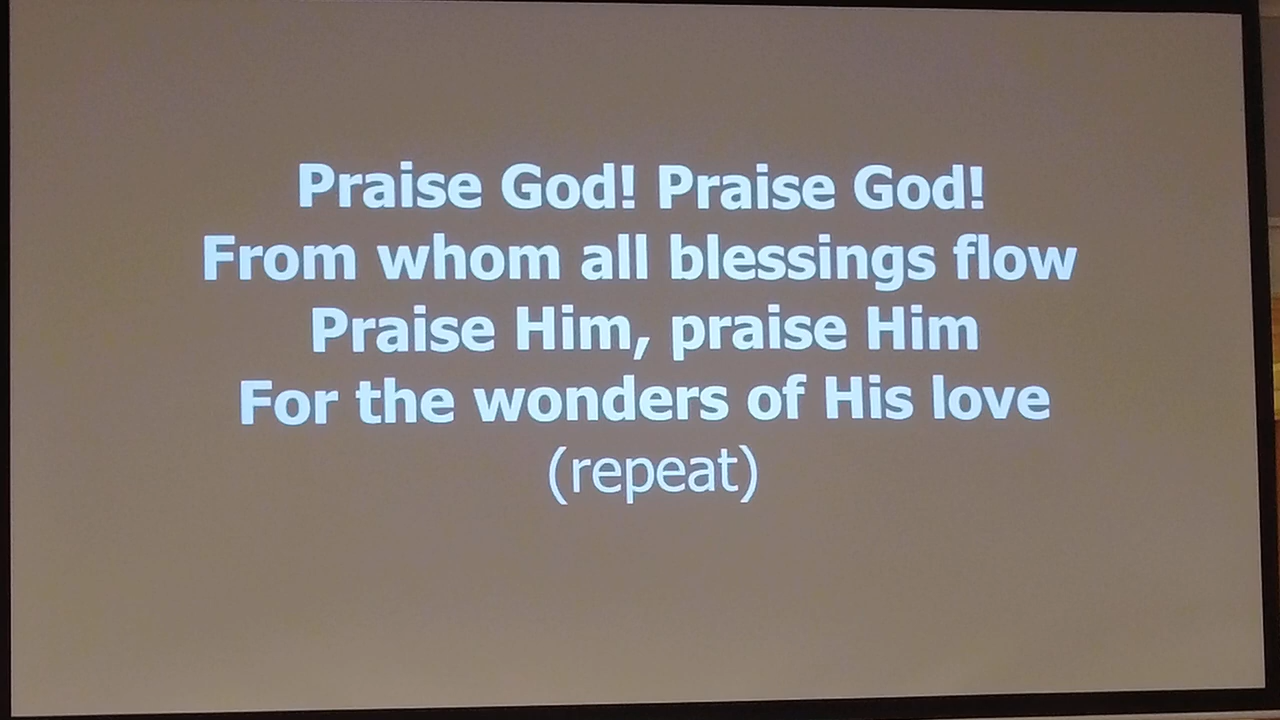 Praise God! Praise God!
From whom all blessings flow
Praise Him, praise Him
For the wonders of His love
(repeat)